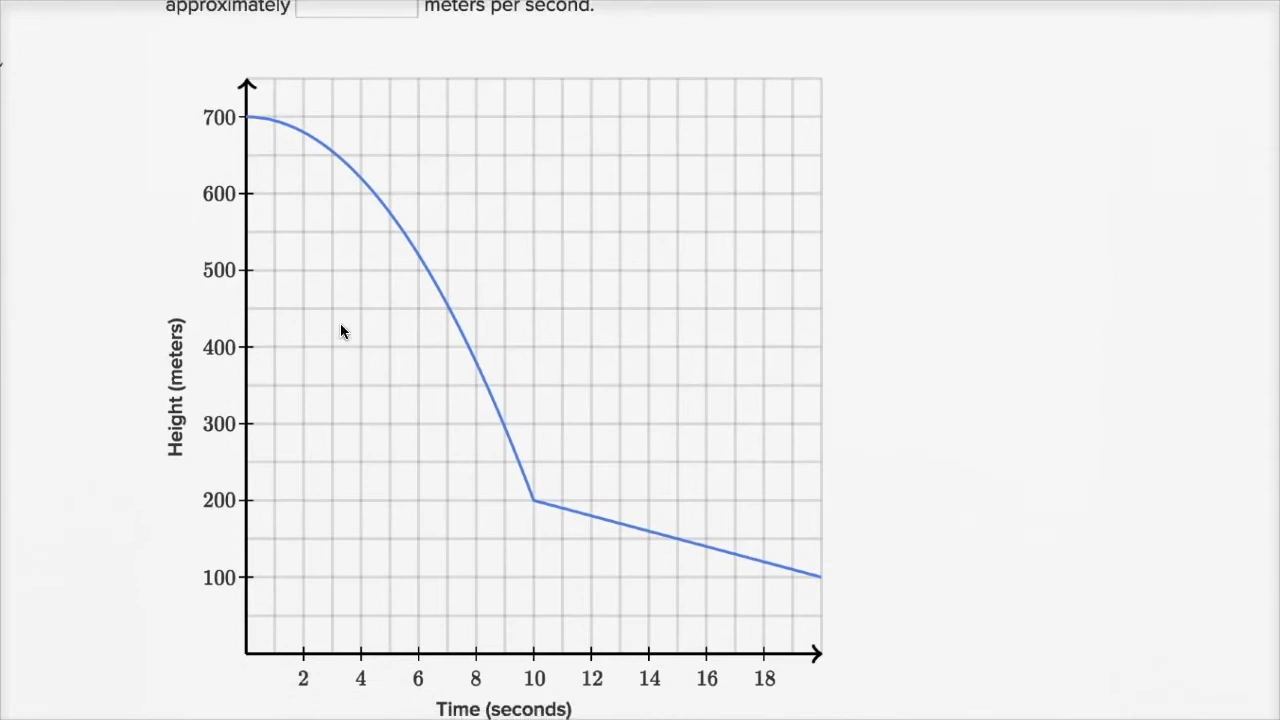 approximately meters per second.
700
600
500
400
300
200
100
Height (meters)
2 4 6 8 10 12 14 16 18
Time (seconds)